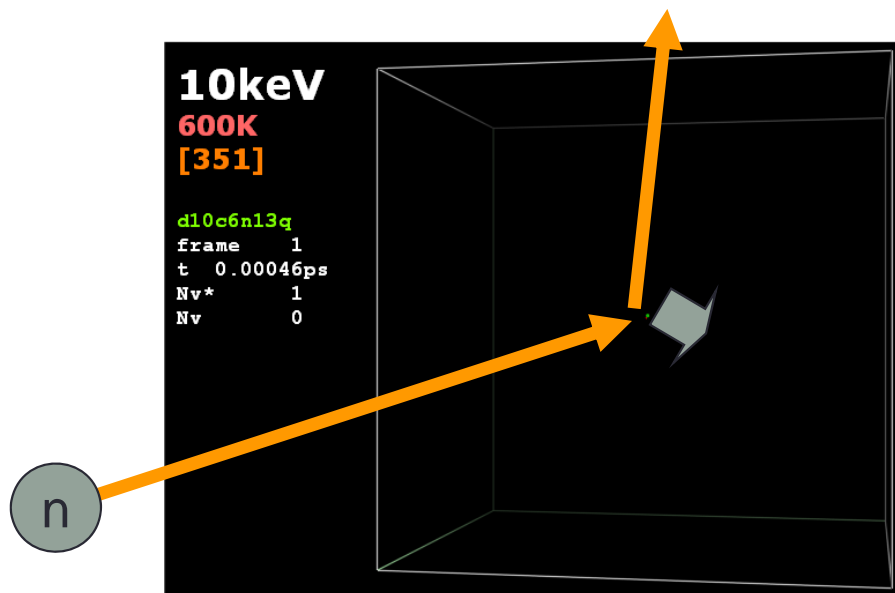 10keV
600K
[351]
d10c6n13q
frame 1
t 0.00046ps
Nv* 1
Nv 0
n